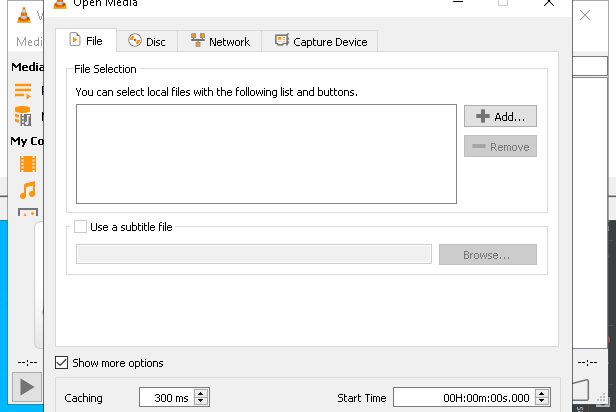 Open Media
V
Medi
File
Disc
Network
Capture Device
Media
File Selection
You can select local files with the following list and buttons.
Add...
Remove
My Co
Use a subtitle file
Browse...
--:--
--:--
Show more options
Caching
300 ms
Start Time
00H:00m:00s.000